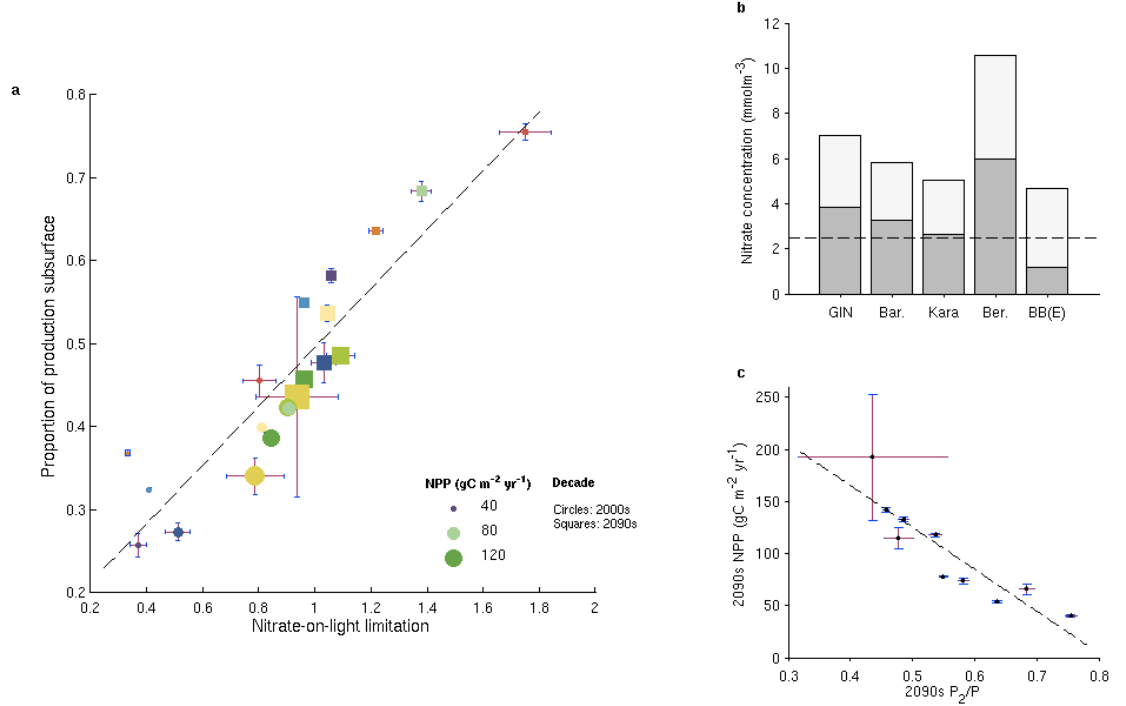 a
Proportion of production subsurface
0.8
0.7
0.6
0.5
0.4
0.3
0.2
0.2
0.4
0.6
0.8
1
1.2
1.4
1.6
1.8
2
Nitrate-on-light limitation
NPP (gC m⁻² yr⁻¹)
40
80
120
Decade
Circles: 2000s
Squares: 2090s
b
Nitrate concentration (mmolm⁻³)
12
10
8
6
4
2
0
GIN
Bar.
Kara
Ber.
BB(E)
c
2090s NPP (gC m⁻² yr⁻¹)
250
200
150
100
50
0
0.3
0.4
0.5
0.6
0.7
0.8
2090s P₂/P